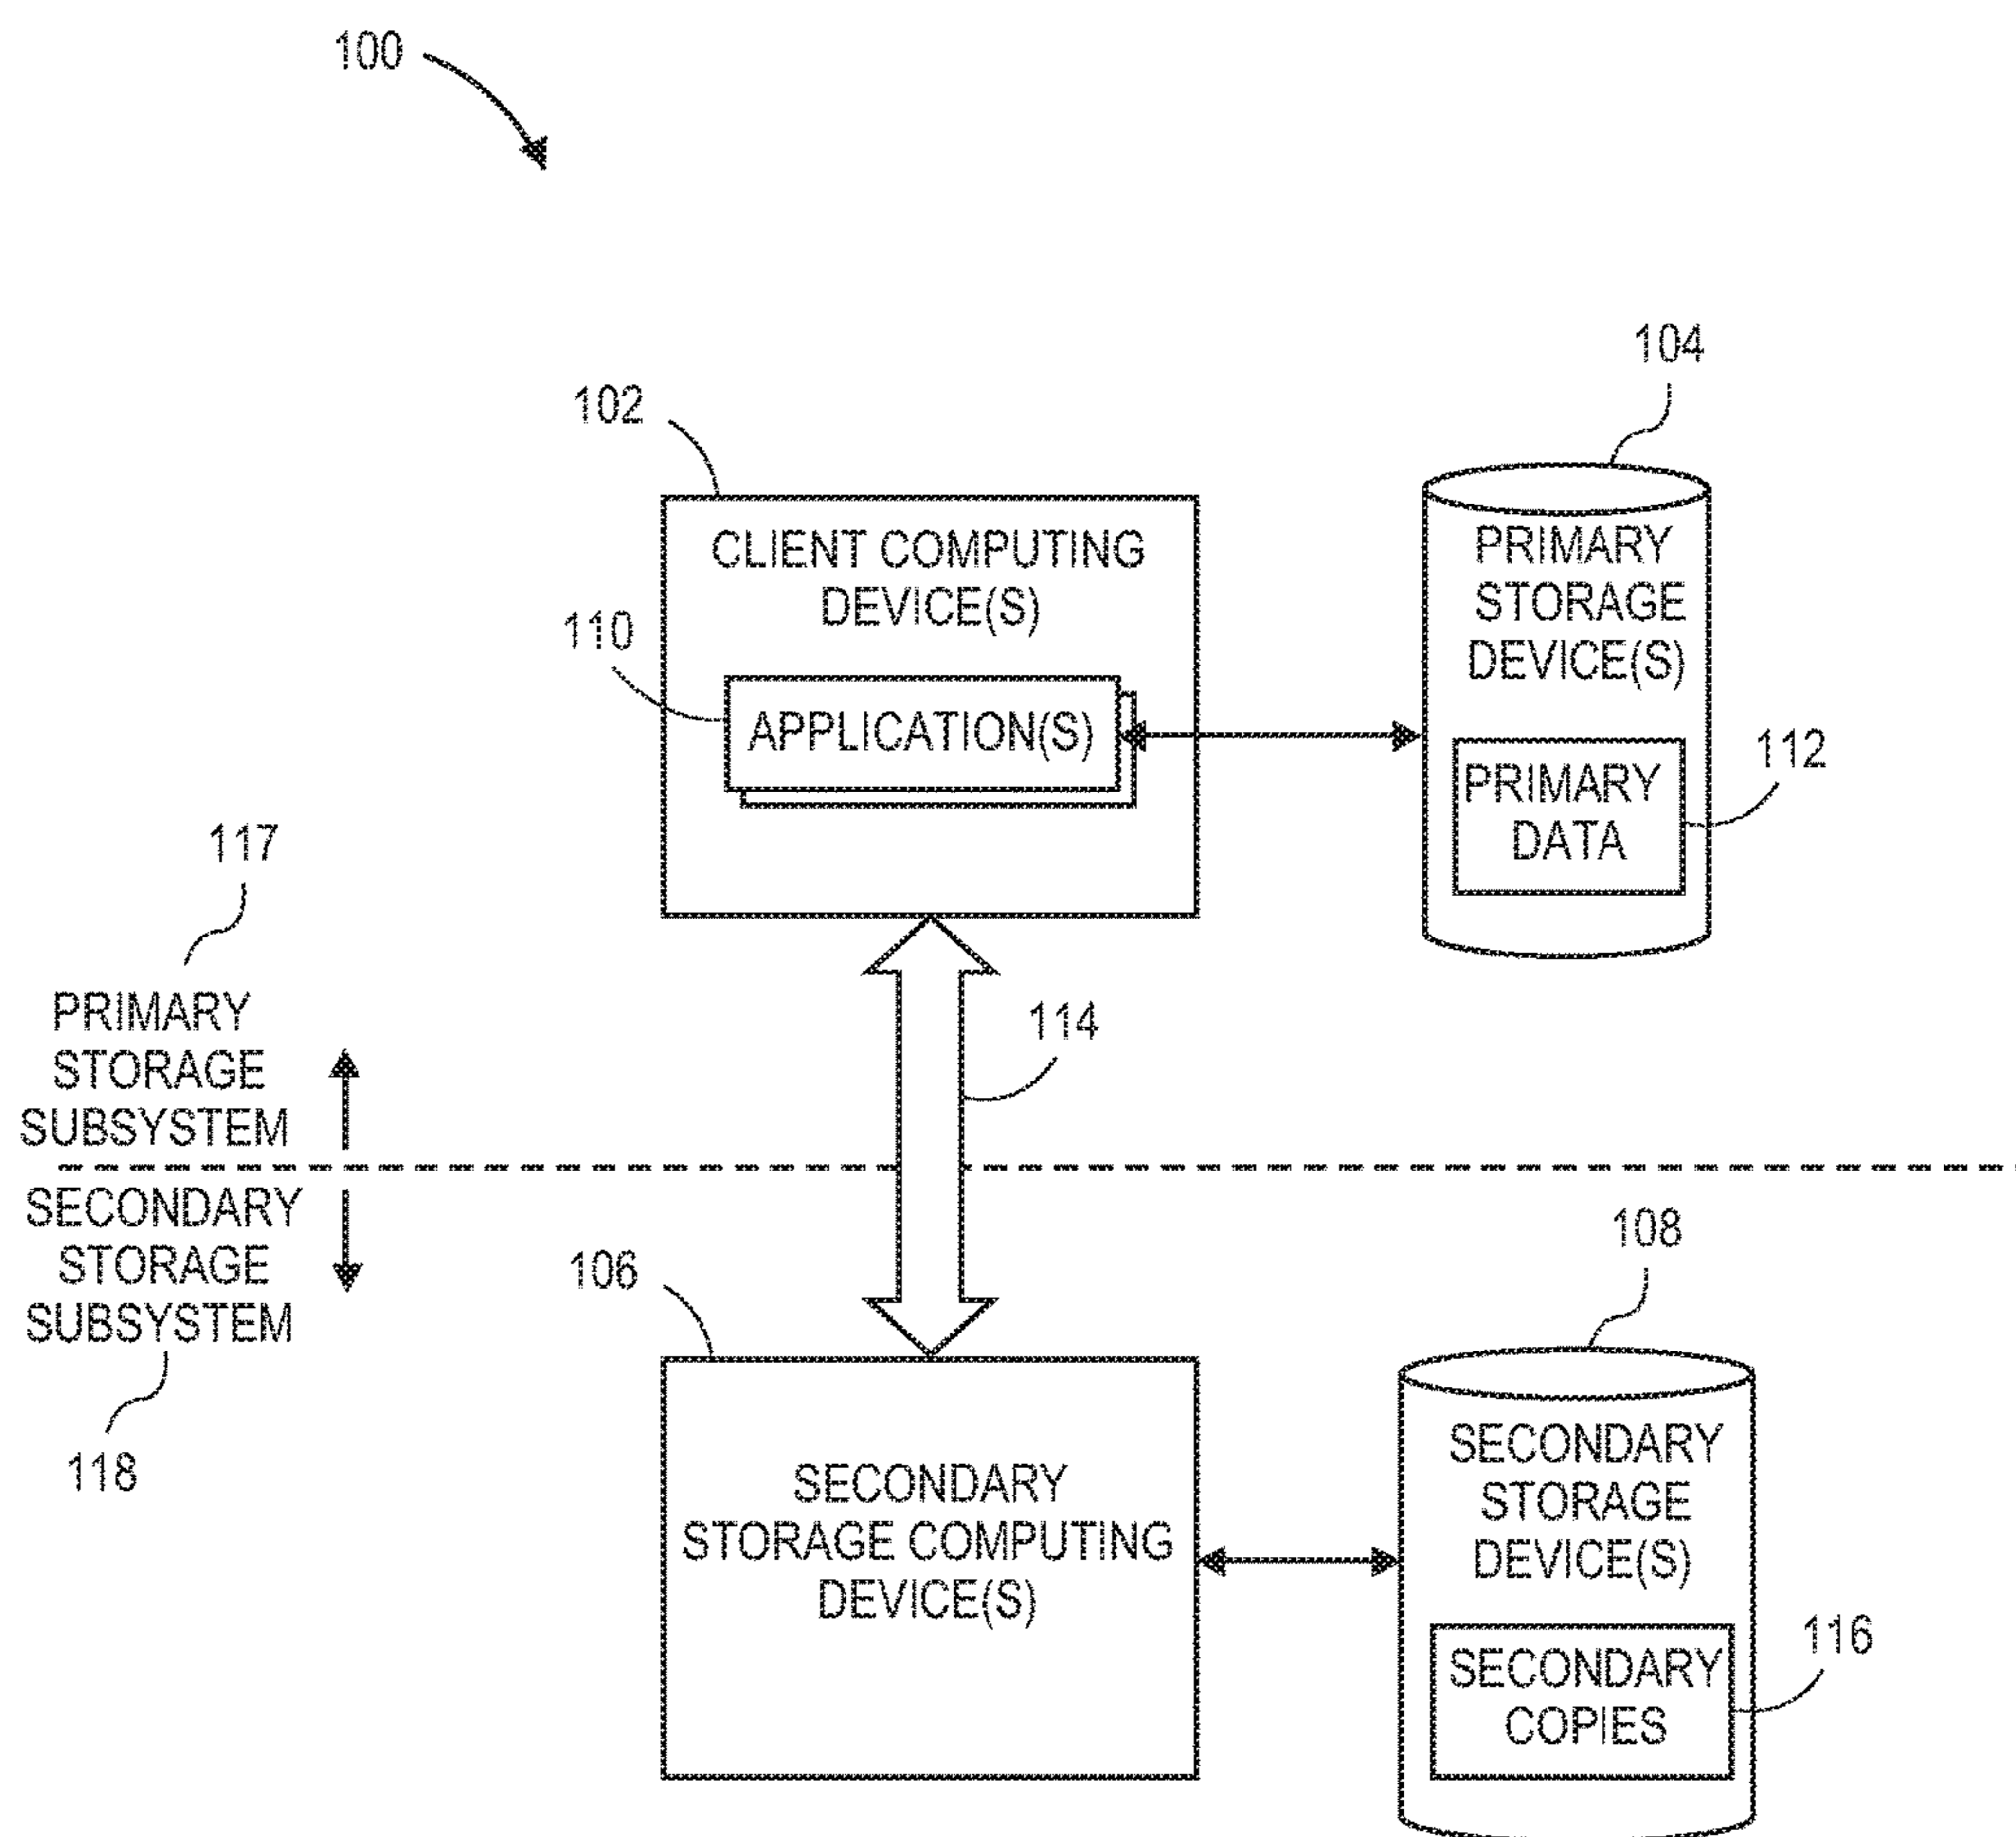 100
104
102
CLIENT COMPUTING
DEVICE(S)
110
APPLICATION(S)
PRIMARY
STORAGE
DEVICE(S)
PRIMARY
DATA
112
117
PRIMARY
STORAGE
SUBSYSTEM
114
SECONDARY
STORAGE
SUBSYSTEM
118
106
SECONDARY
STORAGE COMPUTING
DEVICE(S)
108
SECONDARY
STORAGE
DEVICE(S)
SECONDARY
COPIES
116